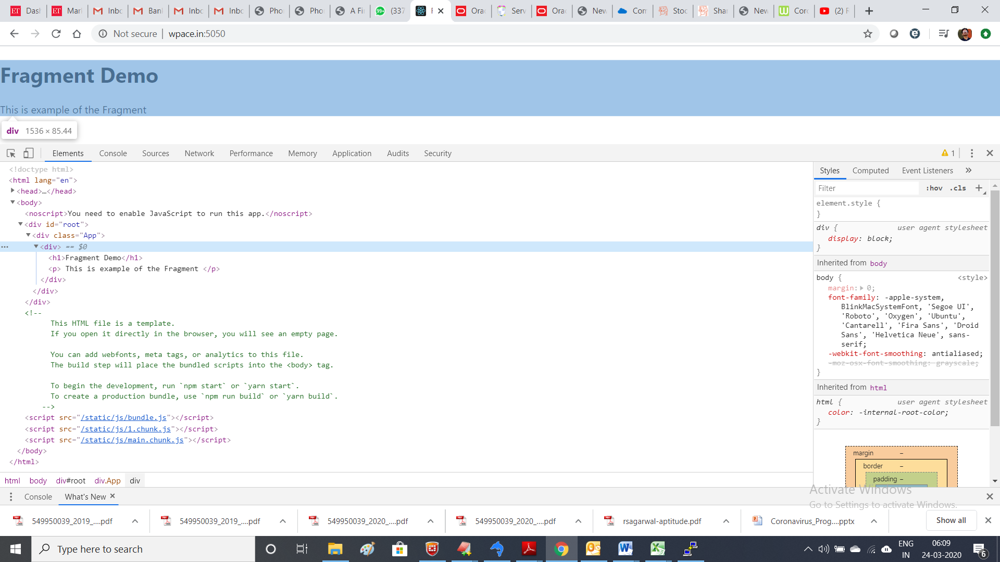 Dash Mark Inbo Bank Inbo Inbo Phot Phot A Fir (337 F Orac Serv Orac New Com Stoc Shar New Coro (2) F
Not secure | wpace.in:5050
Fragment Demo
This is example of the Fragment
div 1536 × 85.44
Elements Console Sources Network Performance Memory Application Audits Security 1
<!doctype html>
<html lang="en">
<head>…</head>
<body>
<noscript>You need to enable JavaScript to run this app.</noscript>
<div id="root">
<div class="App">
<div> == $0
<h1>Fragment Demo</h1>
<p> This is example of the Fragment </p>
</div>
</div>
</div>
<!--
This HTML file is a template.
If you open it directly in the browser, you will see an empty page.
You can add webfonts, meta tags, or analytics to this file.
The build step will place the bundled scripts into the <body> tag.
To begin the development, run `npm start` or `yarn start`.
To create a production bundle, use `npm run build` or `yarn build`.
-->
<script src="/static/js/bundle.js"></script>
<script src="/static/js/1.chunk.js"></script>
<script src="/static/js/main.chunk.js"></script>
</body>
</html>
html body div#root div.App div
Styles Computed Event Listeners »
Filter :hov .cls +
element.style {
}
div { user agent stylesheet
display: block;
}
Inherited from body
body { <style>
margin: 0;
font-family: -apple-system,
BlinkMacSystemFont, 'Segoe UI',
'Roboto', 'Oxygen', 'Ubuntu',
'Cantarell', 'Fira Sans', 'Droid
Sans', 'Helvetica Neue', sans-
serif;
-webkit-font-smoothing: antialiased;
-moz-osx-font-smoothing: grayscale;
}
Inherited from html
html { user agent stylesheet
color: -internal-root-color;
}
margin –
border –
padding –
Activate Windows
Go to Settings to activate Windows.
Console What's New
549950039_2019_....pdf 549950039_2019_....pdf 549950039_2020_....pdf 549950039_2020_....pdf rsagarwal-aptitude.pdf Coronavirus_Prog....pptx Show all
Type here to search
ENG
IN
06:09
24-03-2020
6